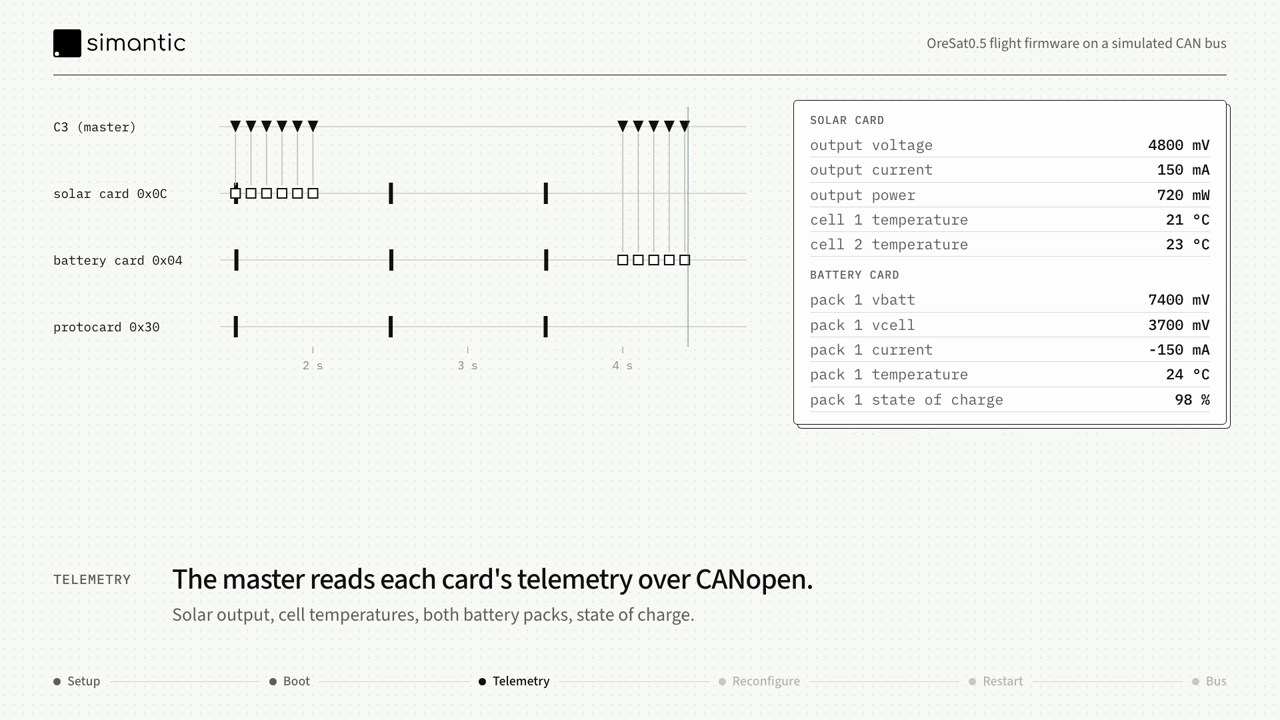 simantic
OreSat0.5 flight firmware on a simulated CAN bus
C3 (master)
solar card 0x0C
battery card 0x04
protocard 0x30
2 s
3 s
4 s
SOLAR CARD
output voltage 4800 mV
output current 150 mA
output power 720 mW
cell 1 temperature 21 °C
cell 2 temperature 23 °C
BATTERY CARD
pack 1 vbatt 7400 mV
pack 1 vcell 3700 mV
pack 1 current -150 mA
pack 1 temperature 24 °C
pack 1 state of charge 98 %
TELEMETRY
The master reads each card's telemetry over CANopen.
Solar output, cell temperatures, both battery packs, state of charge.
Setup
Boot
Telemetry
Reconfigure
Restart
Bus